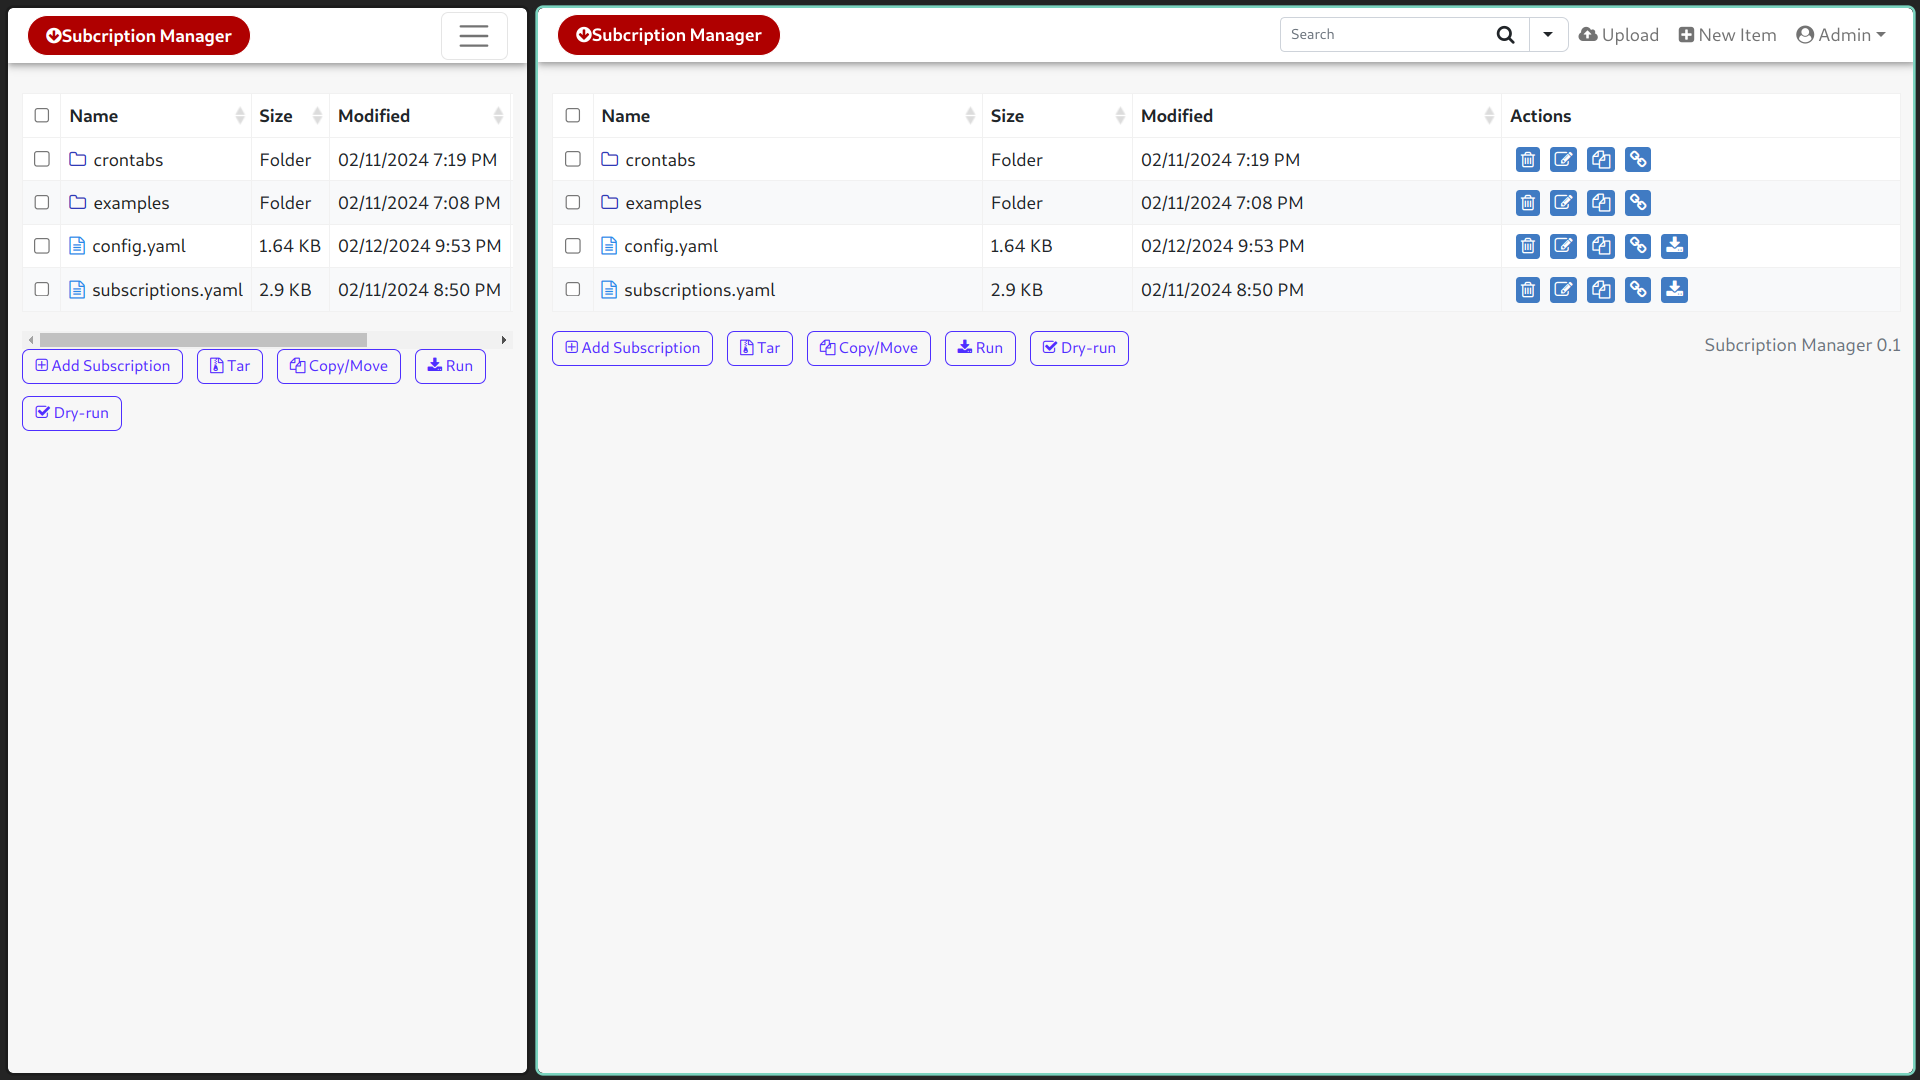 Subcription Manager
Name Size Modified
crontabs Folder 02/11/2024 7:19 PM
examples Folder 02/11/2024 7:08 PM
config.yaml 1.64 KB 02/12/2024 9:53 PM
subscriptions.yaml 2.9 KB 02/11/2024 8:50 PM
Add Subscription Tar Copy/Move Run
Dry-run
Subcription Manager Search Upload New Item Admin
Name Size Modified Actions
crontabs Folder 02/11/2024 7:19 PM
examples Folder 02/11/2024 7:08 PM
config.yaml 1.64 KB 02/12/2024 9:53 PM
subscriptions.yaml 2.9 KB 02/11/2024 8:50 PM
Add Subscription Tar Copy/Move Run Dry-run Subcription Manager 0.1